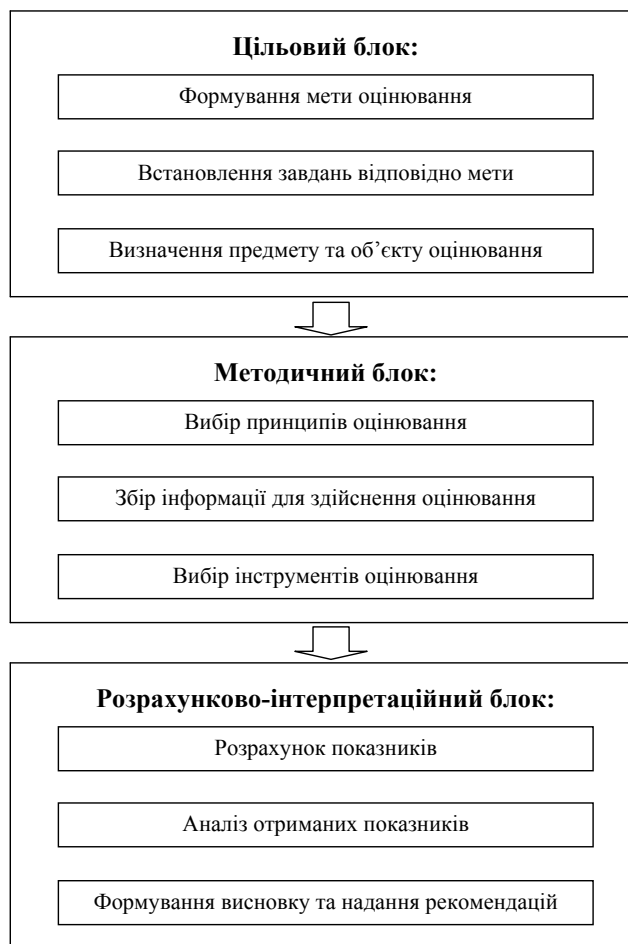 Цільовий блок:
Формування мети оцінювання
Встановлення завдань відповідно мети
Визначення предмету та об’єкту оцінювання
Методичний блок:
Вибір принципів оцінювання
Збір інформації для здійснення оцінювання
Вибір інструментів оцінювання
Розрахунково-інтерпретаційний блок:
Розрахунок показників
Аналіз отриманих показників
Формування висновку та надання рекомендацій